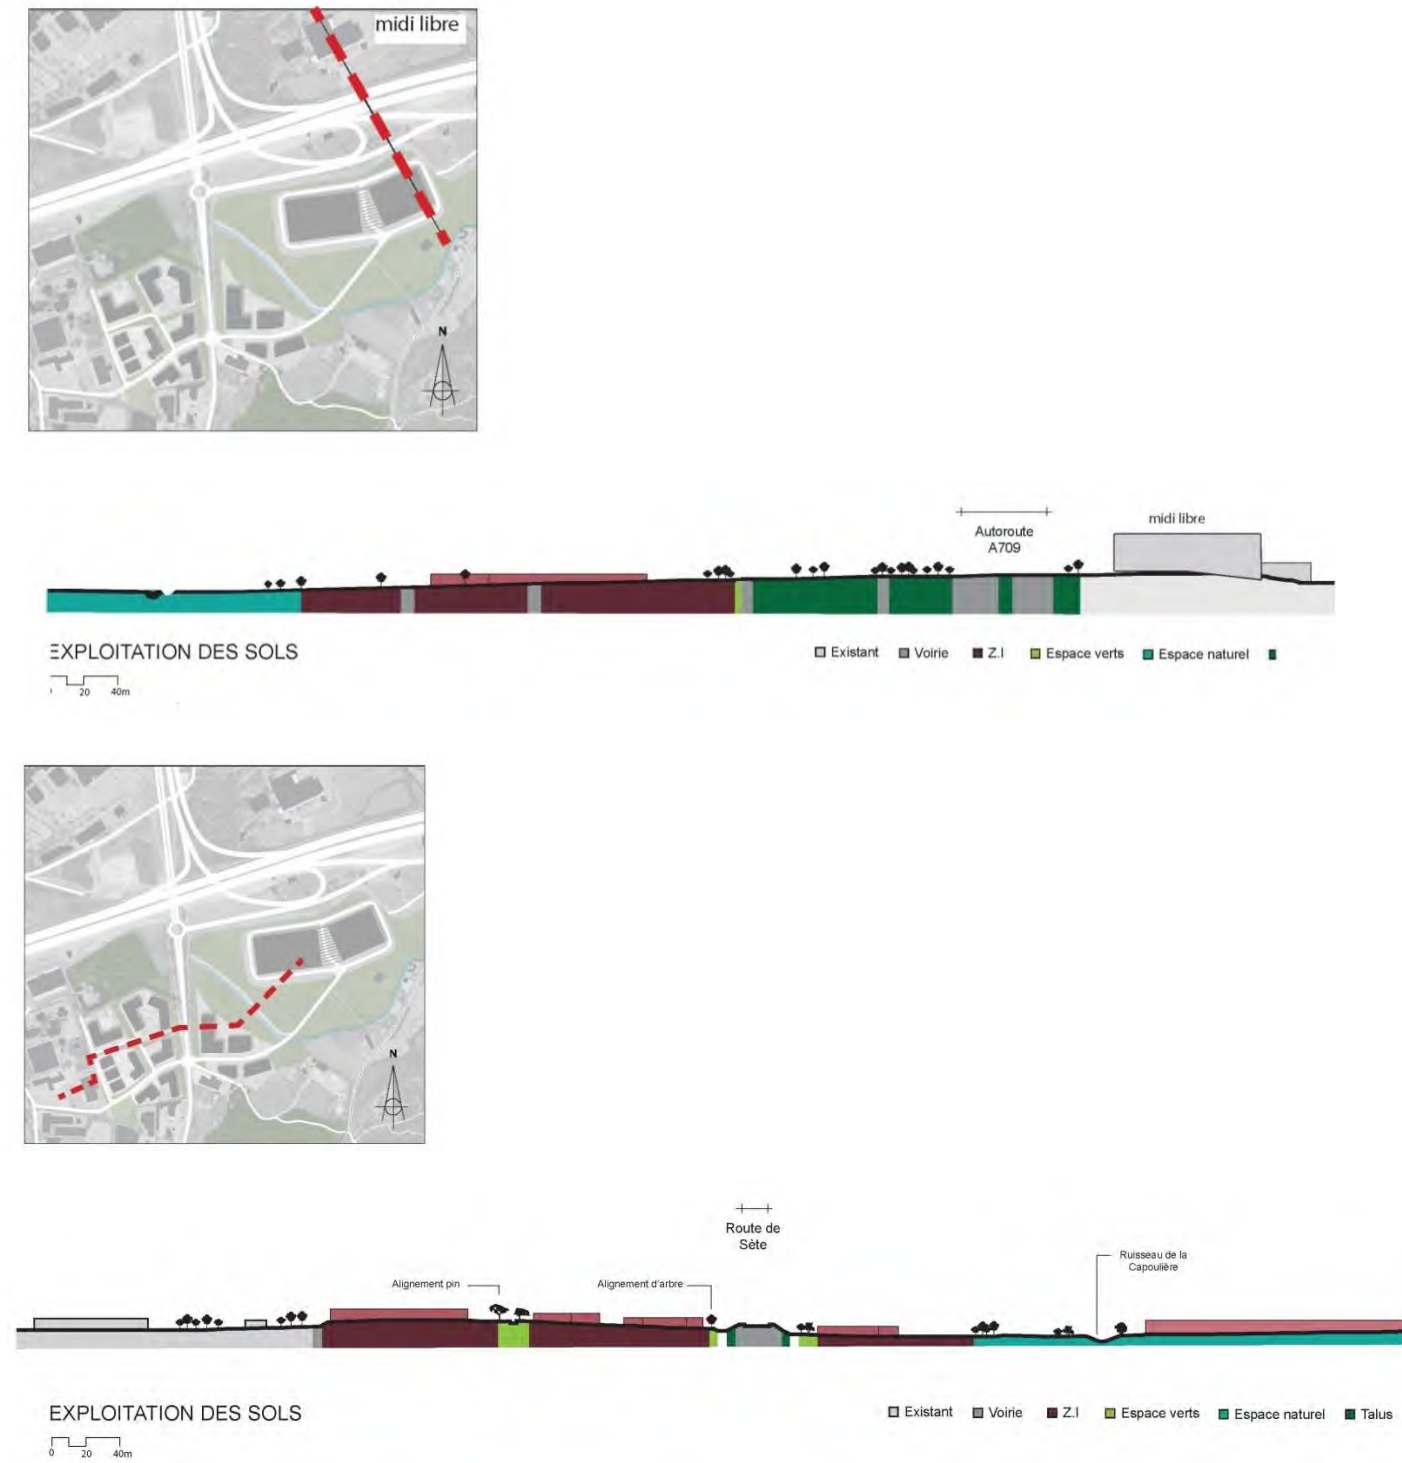 midi libre
N
Autoroute
A709
midi libre
EXPLOITATION DES SOLS
Existant Voirie Z.I Espace verts Espace naturel
20 40m
N
Route de
Sète
Ruisseau de la
Capoulière
Alignement pin
Alignement d'arbre
EXPLOITATION DES SOLS
Existant Voirie Z.I Espace verts Espace naturel Talus
0 20 40m